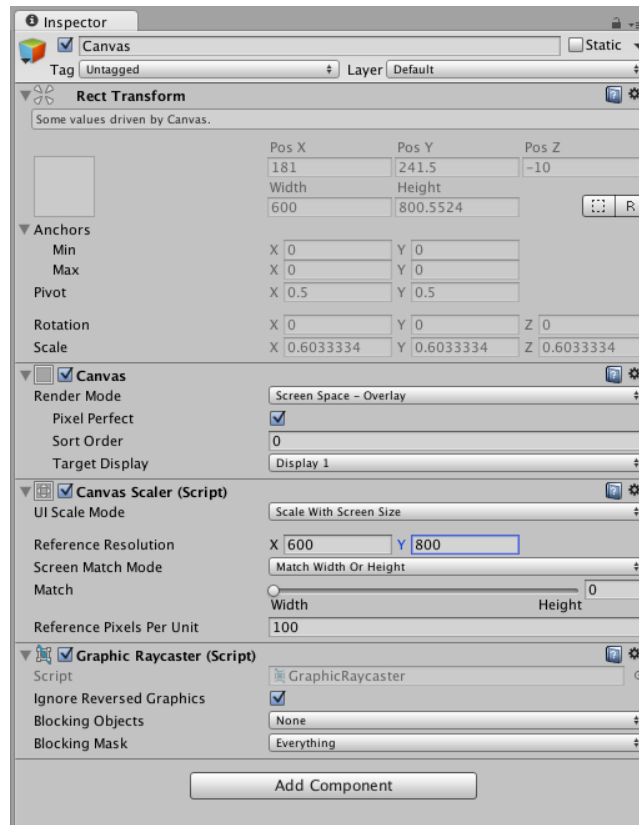 Inspector
Canvas Static
Tag Untagged Layer Default
Rect Transform
Some values driven by Canvas.
Pos X Pos Y Pos Z
181 241.5 -10
Width Height
600 800.5524 R
Anchors
Min X 0 Y 0
Max X 0 Y 0
Pivot X 0.5 Y 0.5
Rotation X 0 Y 0 Z 0
Scale X 0.6033334 Y 0.6033334 Z 0.6033334
Canvas
Render Mode Screen Space - Overlay
Pixel Perfect
Sort Order 0
Target Display Display 1
Canvas Scaler (Script)
UI Scale Mode Scale With Screen Size
Reference Resolution X 600 Y 800
Screen Match Mode Match Width Or Height
Match 0
Width Height
Reference Pixels Per Unit 100
Graphic Raycaster (Script)
Script GraphicRaycaster
Ignore Reversed Graphics
Blocking Objects None
Blocking Mask Everything
Add Component